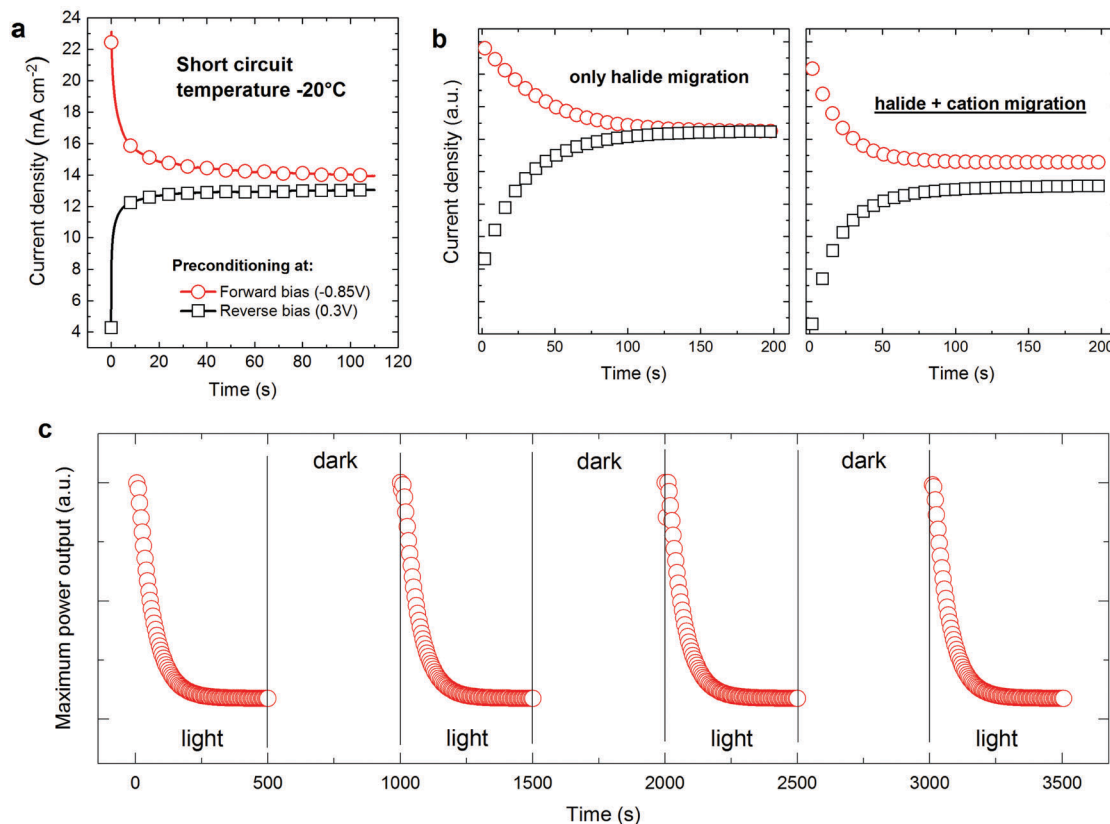 a
24
22
20
18
16
14
12
10
8
6
4
Current density (mA cm⁻²)
Short circuit
temperature -20°C
Preconditioning at:
Forward bias (-0.85V)
Reverse bias (0.3V)
0 20 40 60 80 100 120
Time (s)
b
Current density (a.u.)
only halide migration
0 50 100 150 200
Time (s)
halide + cation migration
0 50 100 150 200
Time (s)
c
Maximum power output (a.u.)
dark dark dark
light light light light
0 500 1000 1500 2000 2500 3000 3500
Time (s)